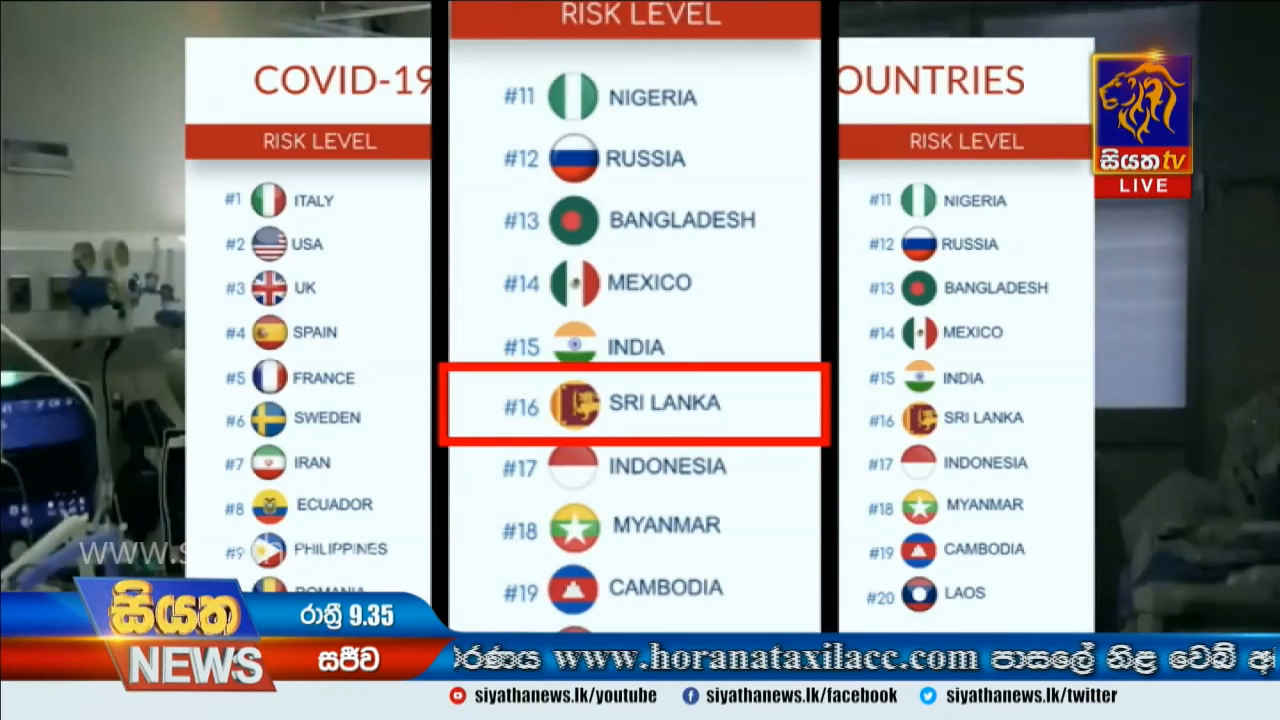 COVID-19
RISK LEVEL
#1 ITALY
#2 USA
#3 UK
#4 SPAIN
#5 FRANCE
#6 SWEDEN
#7 IRAN
#8 ECUADOR
#9 PHILIPPINES
ROMANIA
RISK LEVEL
#11 NIGERIA
#12 RUSSIA
#13 BANGLADESH
#14 MEXICO
#15 INDIA
#16 SRI LANKA
#17 INDONESIA
#18 MYANMAR
#19 CAMBODIA
OUNTRIES
RISK LEVEL
#11 NIGERIA
#12 RUSSIA
#13 BANGLADESH
#14 MEXICO
#15 INDIA
#16 SRI LANKA
#17 INDONESIA
#18 MYANMAR
#19 CAMBODIA
#20 LAOS
සියත tv
LIVE
www.s
සියත
NEWS
රාත්‍රී 9.35
සජීව
www.horanataxilacc.com පාසලේ නිළ වෙබ්
siyathanews.lk/youtube siyathanews.lk/facebook siyathanews.lk/twitter